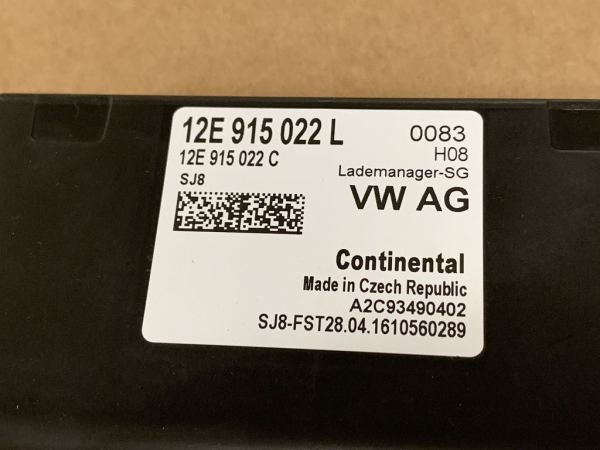 12E 915 022 L
0083
12E 915 022 C
H08
SJ8
Lademanager-SG
VW AG
Continental
Made in Czech Republic
A2C93490402
SJ8-FST28.04.1610560289